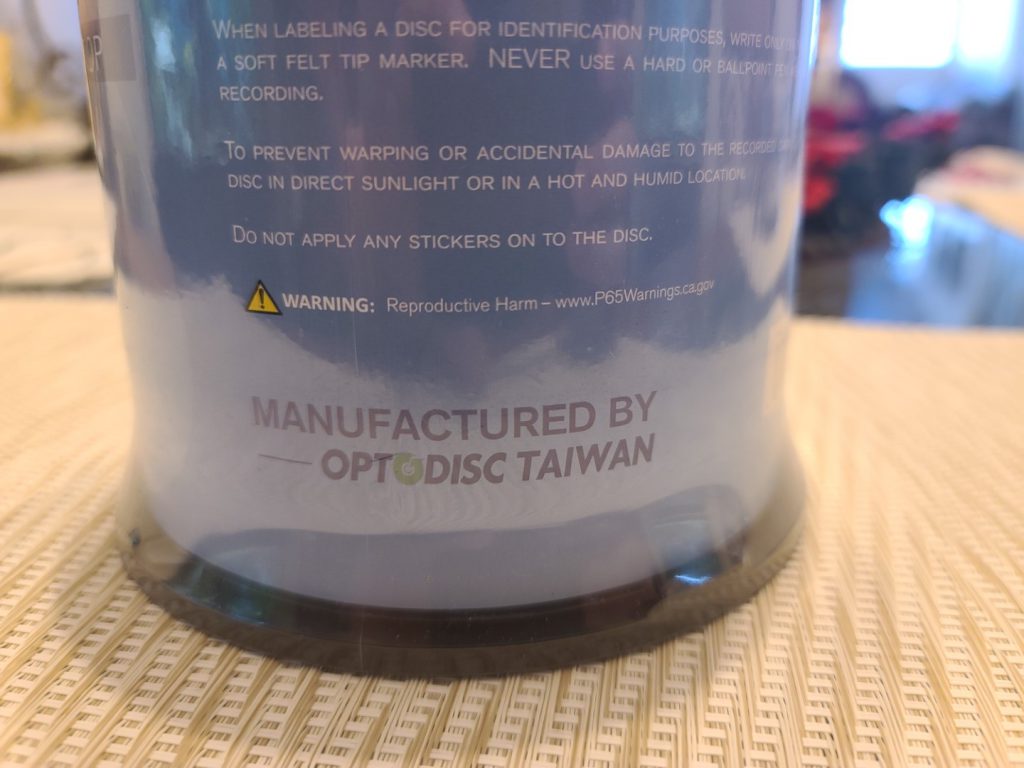 OP
WHEN LABELING A DISC FOR IDENTIFICATION PURPOSES, WRITE ONLY
A SOFT FELT TIP MARKER. NEVER USE A HARD OR BALLPOINT PEN
RECORDING.
TO PREVENT WARPING OR ACCIDENTAL DAMAGE TO THE RECORDED
DISC IN DIRECT SUNLIGHT OR IN A HOT AND HUMID LOCATION.
DO NOT APPLY ANY STICKERS ON TO THE DISC.
WARNING: Reproductive Harm – www.P65Warnings.ca.gov
MANUFACTURED BY
OPTODISC TAIWAN